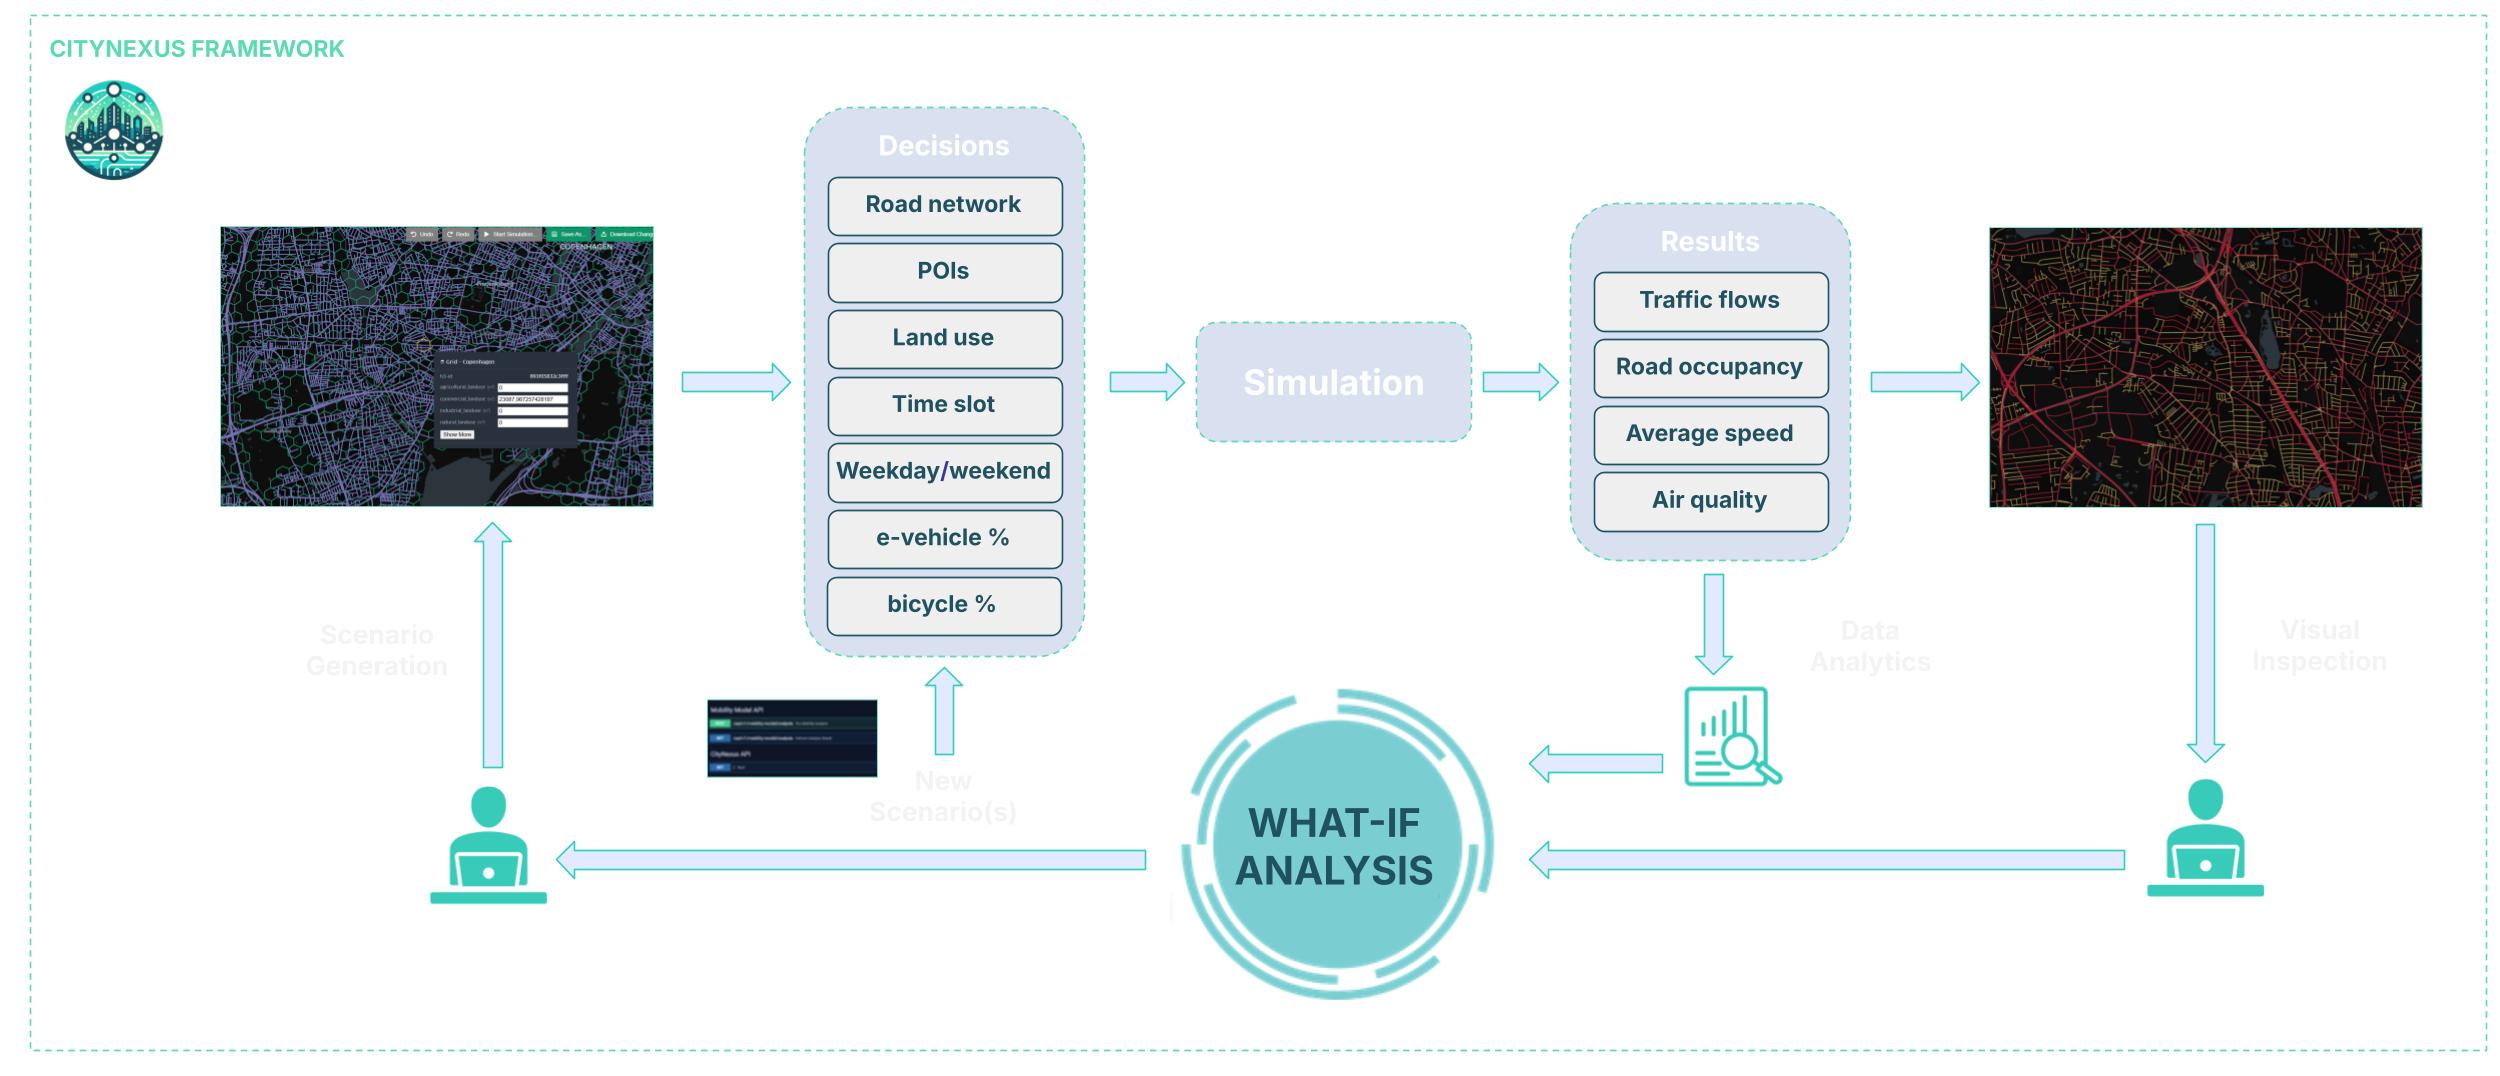 CITYNEXUS FRAMEWORK
Undo
Redo
Start Simulation...
Save As...
Download Chang
COPENHAGEN
Grid - Copenhagen
Show More
Decisions
Road network
POIs
Land use
Time slot
Weekday/weekend
e-vehicle %
bicycle %
Simulation
Results
Traffic flows
Road occupancy
Average speed
Air quality
Scenario
Generation
Mobility Model API
CityNexus API
New
Scenario(s)
WHAT-IF
ANALYSIS
Data
Analytics
Visual
Inspection